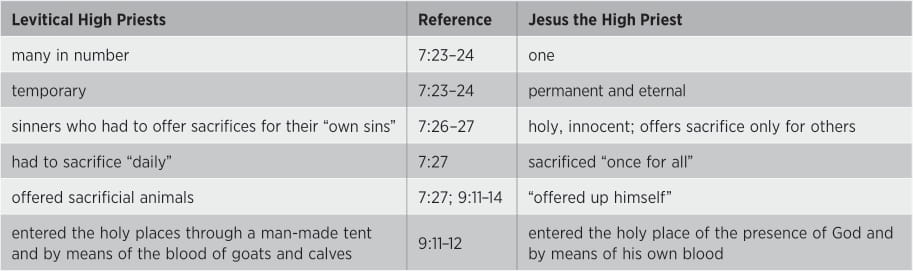 Levitical High Priests Reference Jesus the High Priest
many in number 7:23–24 one
temporary 7:23–24 permanent and eternal
sinners who had to offer sacrifices for their “own sins” 7:26–27 holy, innocent; offers sacrifice only for others
had to sacrifice “daily” 7:27 sacrificed “once for all”
offered sacrificial animals 7:27; 9:11–14 “offered up himself”
entered the holy places through a man-made tent
and by means of the blood of goats and calves
9:11–12
entered the holy place of the presence of God and
by means of his own blood